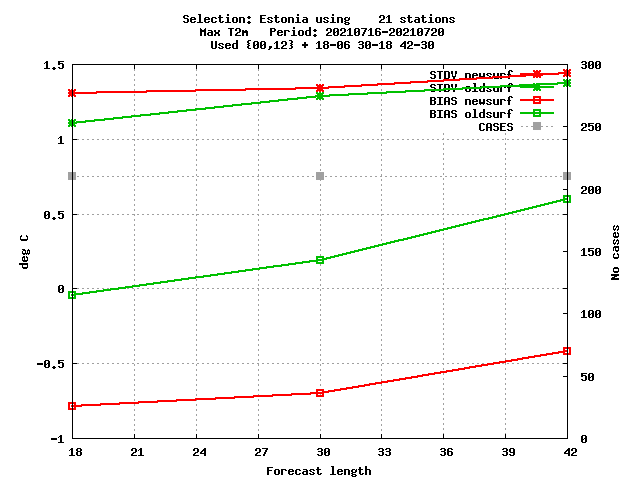 Selection: Estonia using    21 stations
Max T2m   Period: 20210716-20210720
Used {00,12} + 18-06 30-18 42-30
1.5
1
0.5
0
-0.5
-1
deg C
300
250
200
150
100
50
0
No cases
STDV newsurf
STDV oldsurf
BIAS newsurf
BIAS oldsurf
CASES
18 21 24 27 30 33 36 39 42
Forecast length